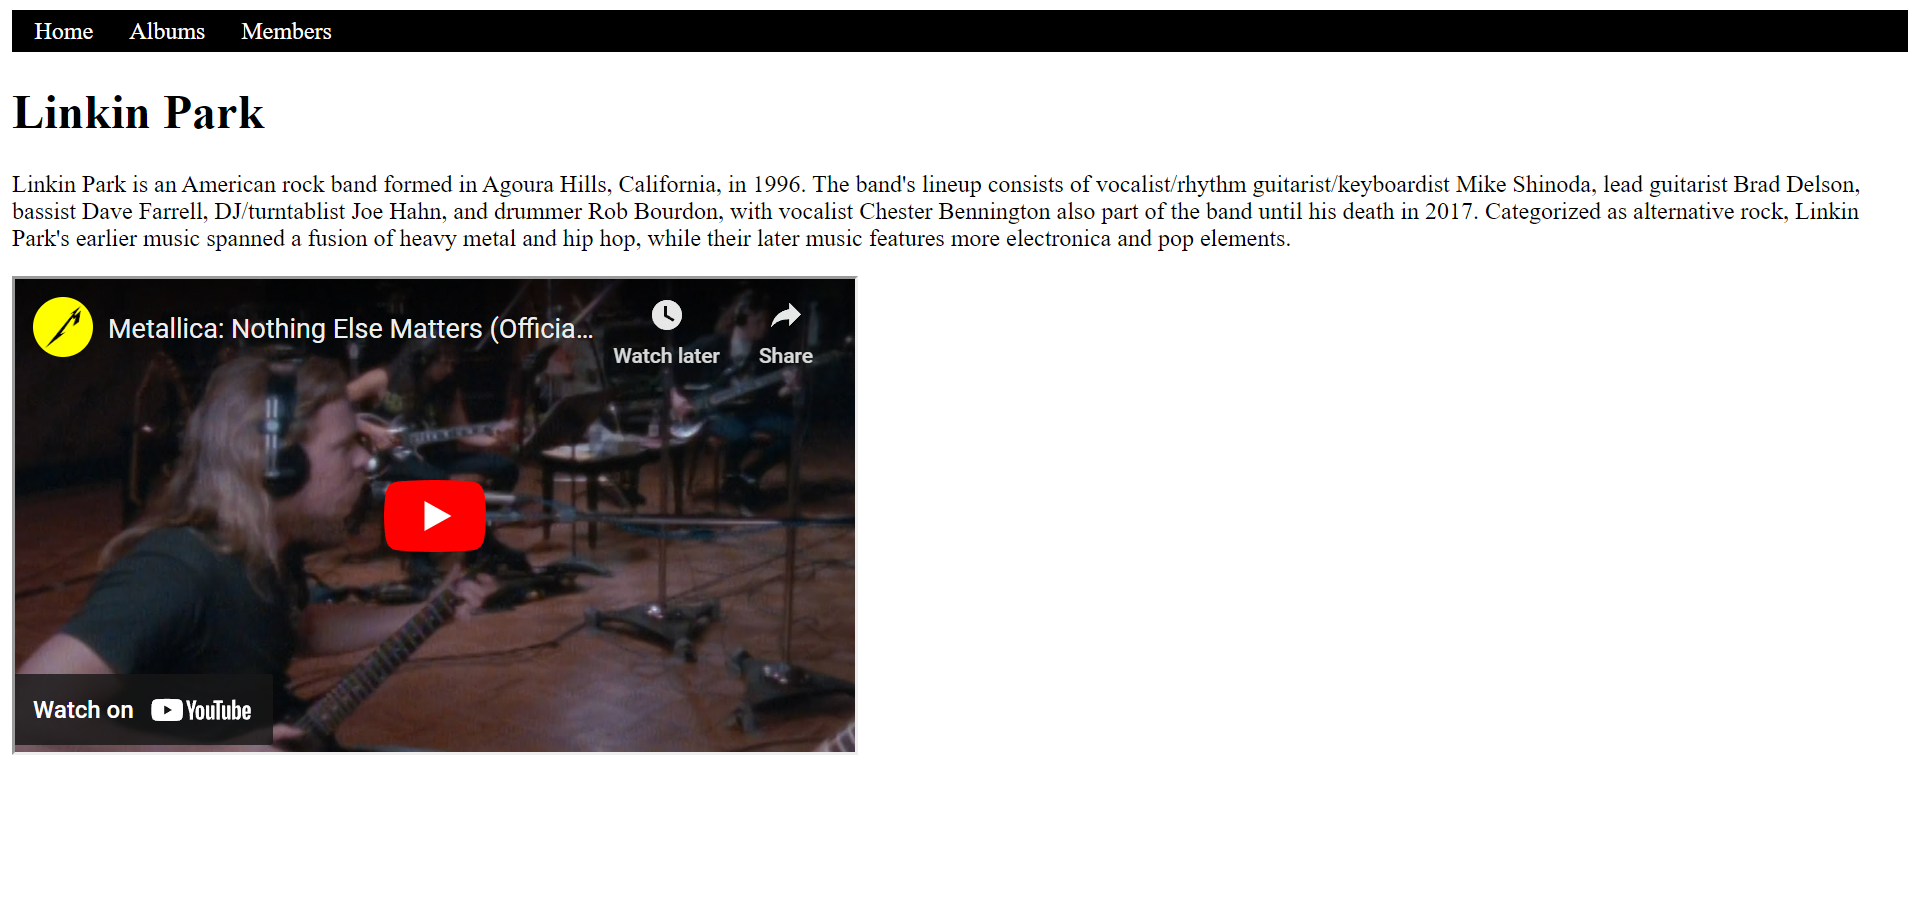 Home Albums Members
Linkin Park
Linkin Park is an American rock band formed in Agoura Hills, California, in 1996. The band's lineup consists of vocalist/rhythm guitarist/keyboardist Mike Shinoda, lead guitarist Brad Delson,
bassist Dave Farrell, DJ/turntablist Joe Hahn, and drummer Rob Bourdon, with vocalist Chester Bennington also part of the band until his death in 2017. Categorized as alternative rock, Linkin
Park's earlier music spanned a fusion of heavy metal and hip hop, while their later music features more electronica and pop elements.
Metallica: Nothing Else Matters (Officia...
Watch later Share
Watch on YouTube